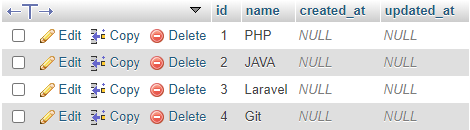 id name created_at updated_at
Edit Copy Delete 1 PHP NULL NULL
Edit Copy Delete 2 JAVA NULL NULL
Edit Copy Delete 3 Laravel NULL NULL
Edit Copy Delete 4 Git NULL NULL